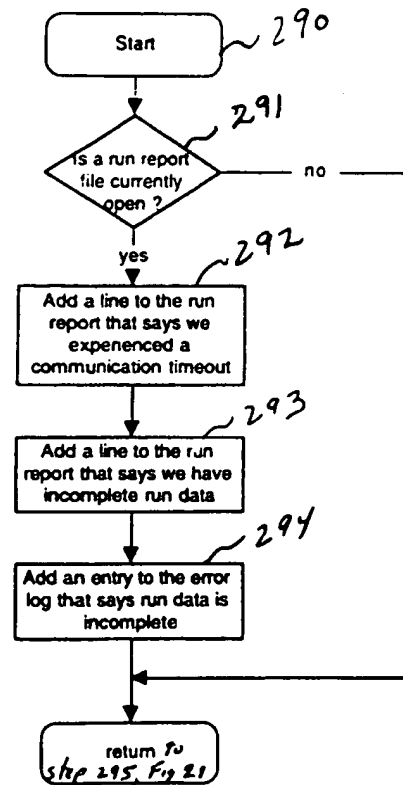 Start
290
291
Is a run report
file currently
open ?
no
yes
292
Add a line to the run
report that says we
experienced a
communication timeout
293
Add a line to the run
report that says we have
incomplete run data
294
Add an entry to the error
log that says run data is
incomplete
return to
step 295, Fig 21